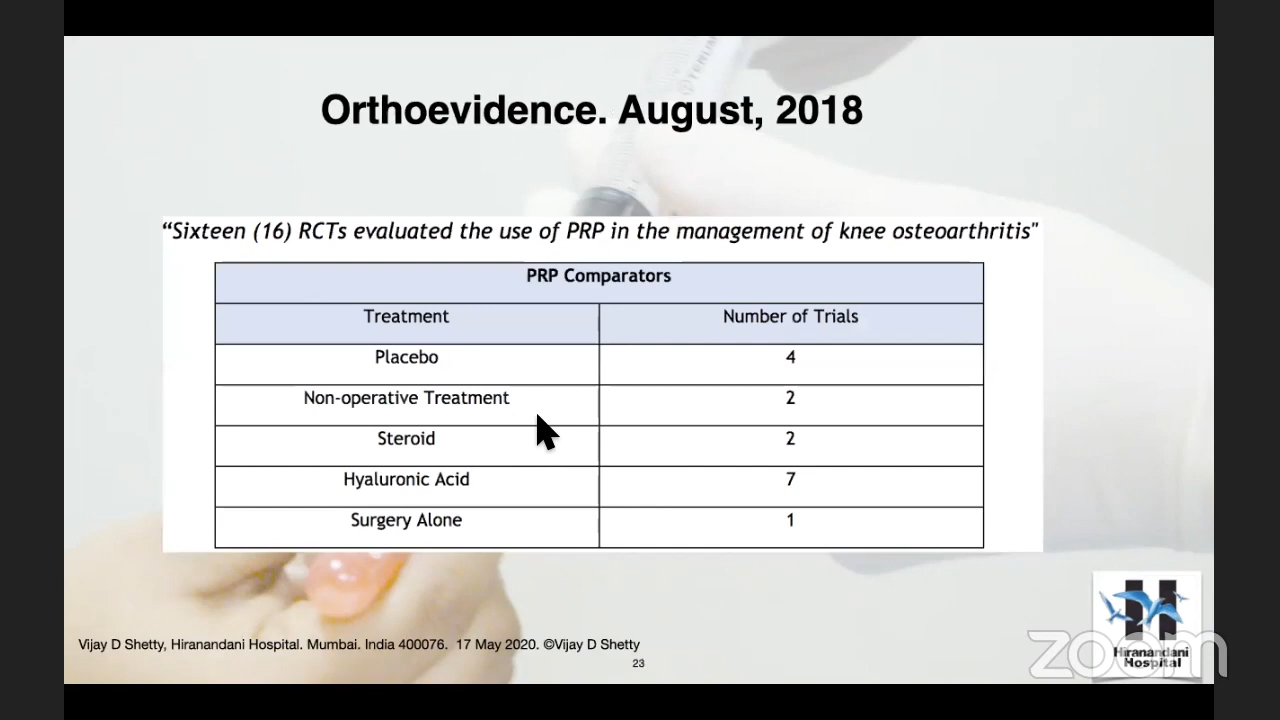 Orthoevidence. August, 2018
“Sixteen (16) RCTs evaluated the use of PRP in the management of knee osteoarthritis"
PRP Comparators
Treatment Number of Trials
Placebo 4
Non-operative Treatment 2
Steroid 2
Hyaluronic Acid 7
Surgery Alone 1
Vijay D Shetty, Hiranandani Hospital. Mumbai. India 400076. 17 May 2020. ©Vijay D Shetty
23
H
Hiranandani
Hospital
zoom
TERUMO